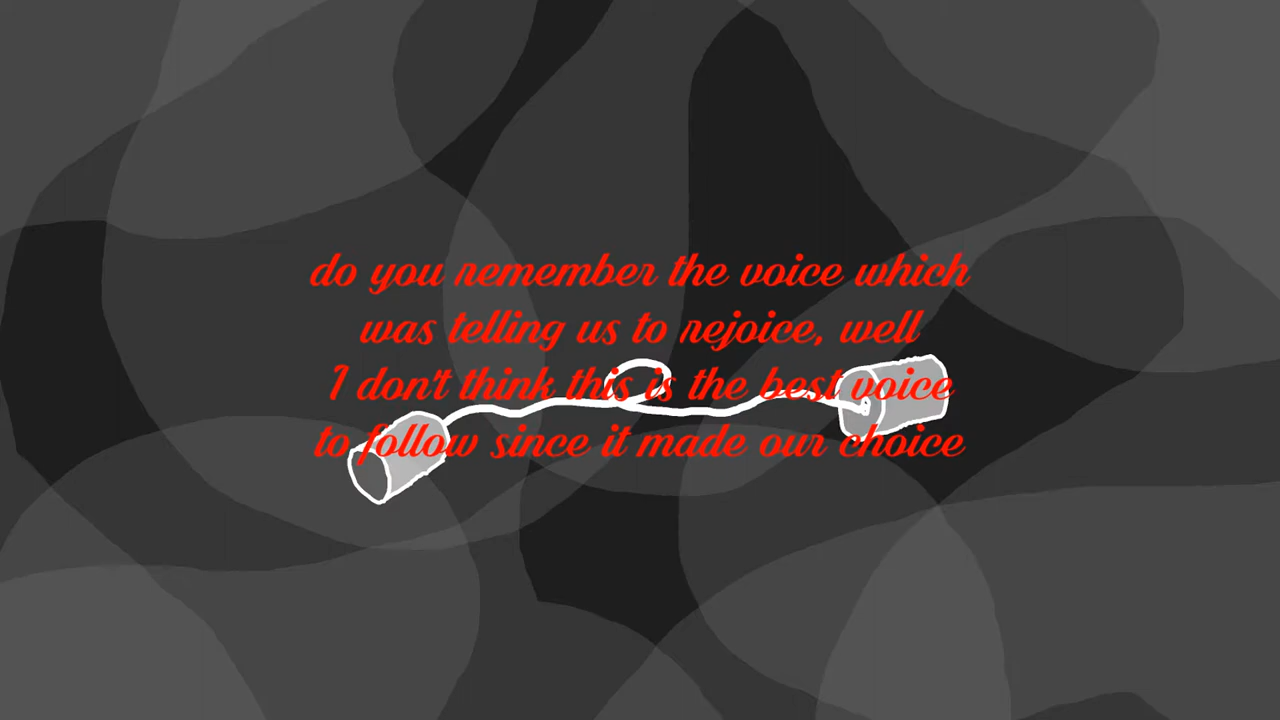 do you remember the voice which
was telling us to rejoice, well
I don't think this is the best voice
to follow since it made our choice